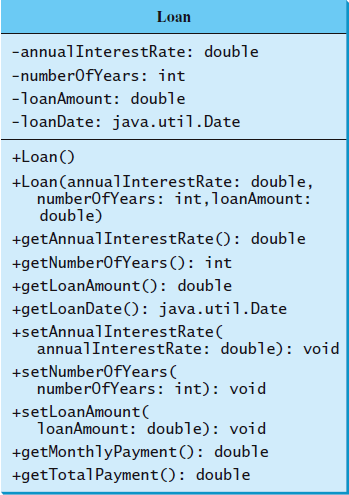 Loan
-annualInterestRate: double
-numberOfYears: int
-loanAmount: double
-loanDate: java.util.Date
+Loan()
+Loan(annualInterestRate: double,
numberOfYears: int,loanAmount:
double)
+getAnnualInterestRate(): double
+getNumberOfYears(): int
+getLoanAmount(): double
+getLoanDate(): java.util.Date
+setAnnualInterestRate(
annualInterestRate: double): void
+setNumberOfYears(
numberOfYears: int): void
+setLoanAmount(
loanAmount: double): void
+getMonthlyPayment(): double
+getTotalPayment(): double